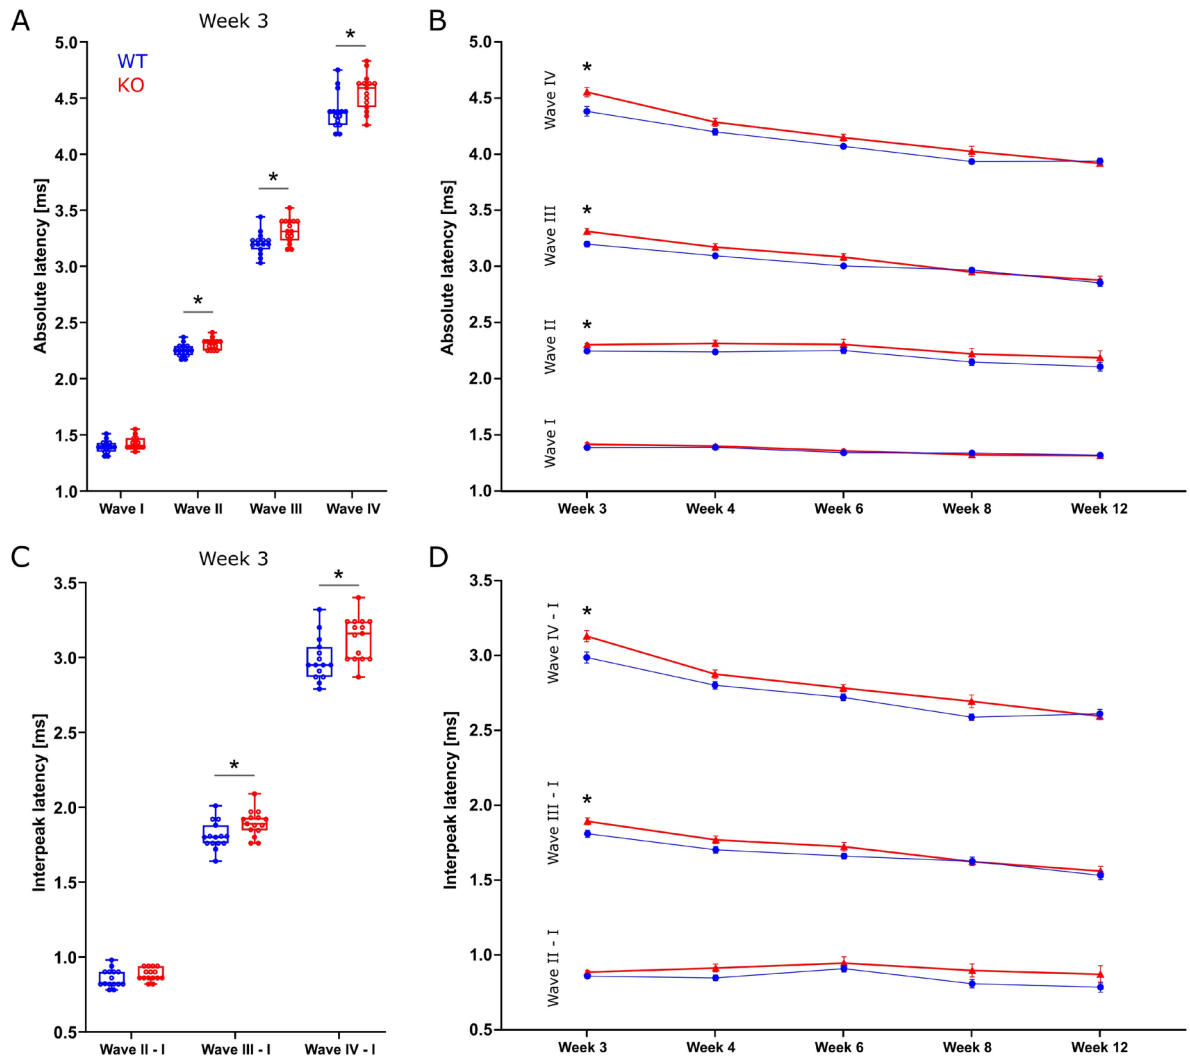 A
Week 3
WT
KO
Absolute latency [ms]
5.0
4.5
4.0
3.5
3.0
2.5
2.0
1.5
1.0
*
*
*
Wave I
Wave II
Wave III
Wave IV
B
Absolute latency [ms]
5.0
4.5
4.0
3.5
3.0
2.5
2.0
1.5
1.0
Wave IV
*
Wave III
*
Wave II
*
Wave I
Week 3
Week 4
Week 6
Week 8
Week 12
C
Week 3
Interpeak latency [ms]
3.5
3.0
2.5
2.0
1.5
1.0
0.5
*
*
Wave II - I
Wave III - I
Wave IV - I
D
Interpeak latency [ms]
3.5
3.0
2.5
2.0
1.5
1.0
0.5
Wave IV - I
*
Wave III - I
*
Wave II - I
Week 3
Week 4
Week 6
Week 8
Week 12